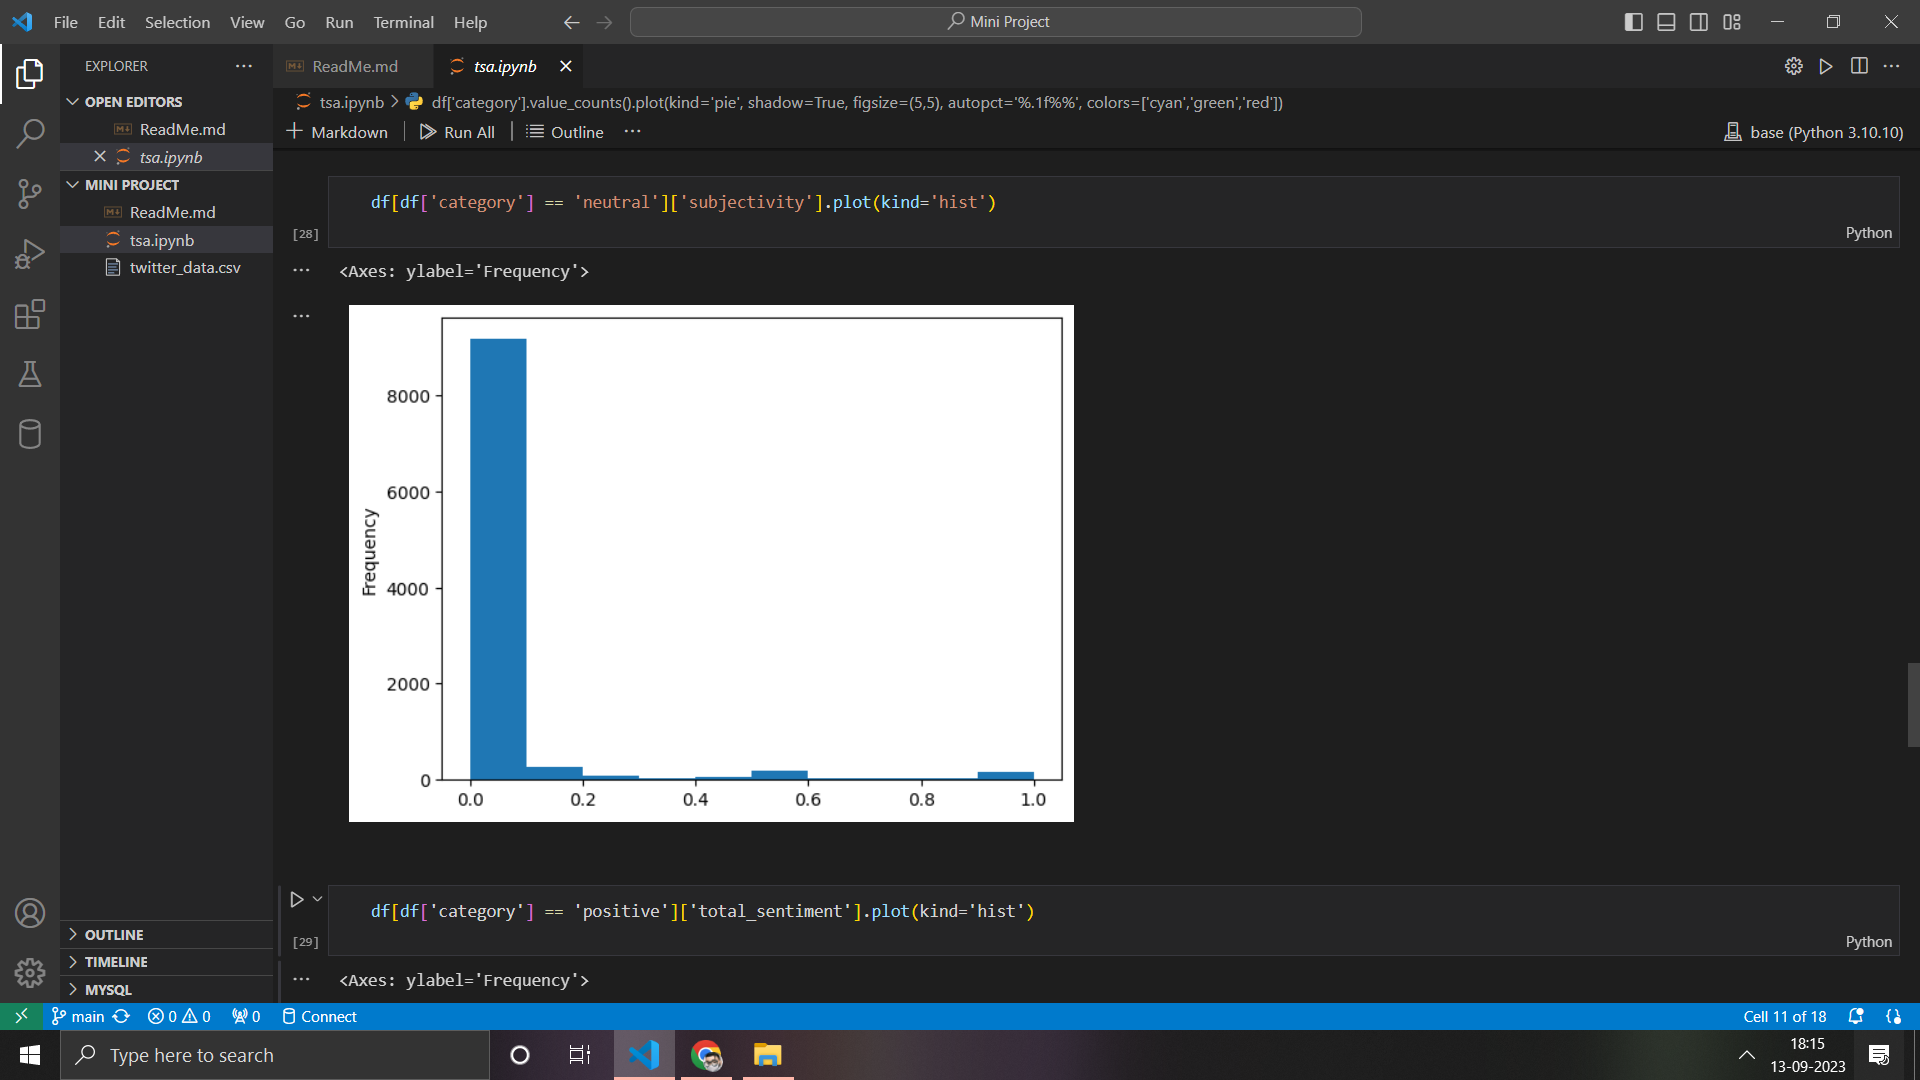 File Edit Selection View Go Run Terminal Help
Mini Project
EXPLORER
ReadMe.md
tsa.ipynb
OPEN EDITORS
ReadMe.md
tsa.ipynb
MINI PROJECT
ReadMe.md
tsa.ipynb
twitter_data.csv
OUTLINE
TIMELINE
MYSQL
tsa.ipynb > df['category'].value_counts().plot(kind='pie', shadow=True, figsize=(5,5), autopct='%.1f%%', colors=['cyan','green','red'])
+ Markdown Run All Outline ...
base (Python 3.10.10)
df[df['category'] == 'neutral']['subjectivity'].plot(kind='hist')
[28]
Python
<Axes: ylabel='Frequency'>
8000
6000
4000
2000
0
Frequency
0.0 0.2 0.4 0.6 0.8 1.0
df[df['category'] == 'positive']['total_sentiment'].plot(kind='hist')
[29]
Python
<Axes: ylabel='Frequency'>
main 0 0 0 Connect
Cell 11 of 18
Type here to search
18:15
13-09-2023